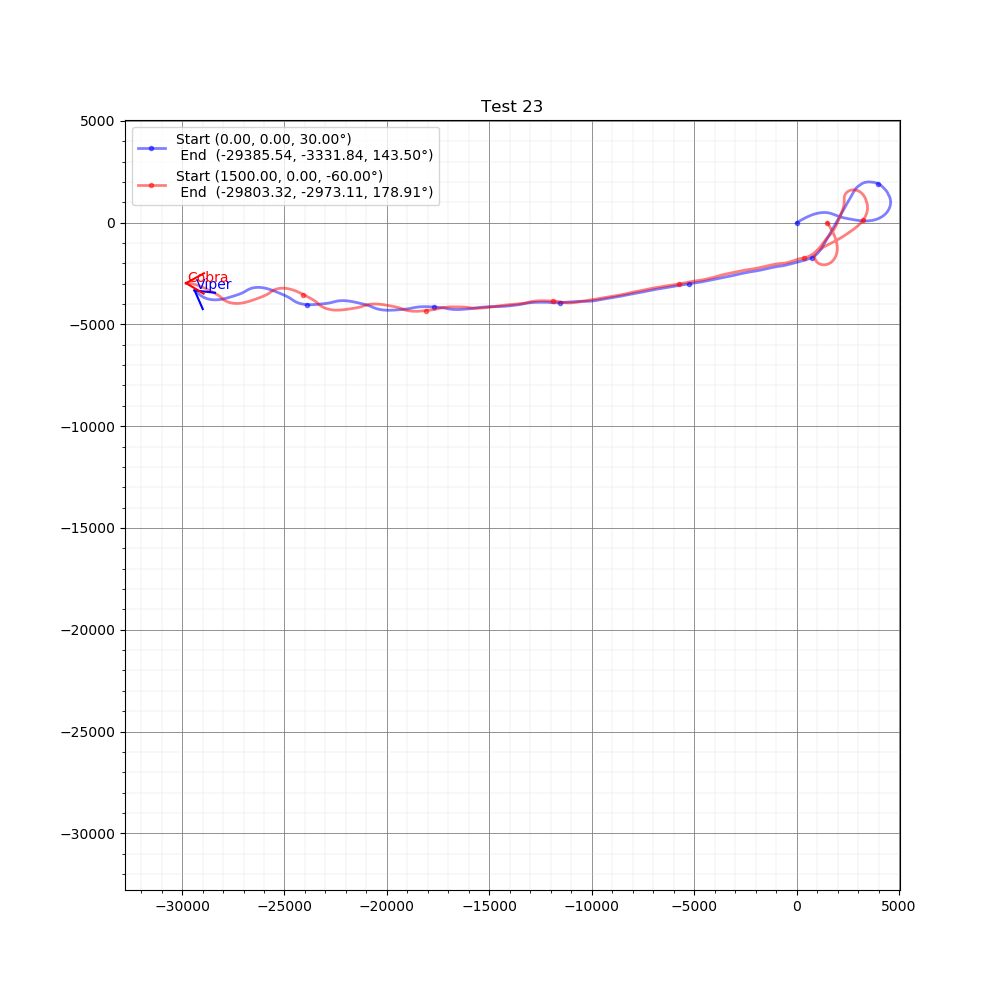 Test 23
Start (0.00, 0.00, 30.00°)
End (-29385.54, -3331.84, 143.50°)
Start (1500.00, 0.00, -60.00°)
End (-29803.32, -2973.11, 178.91°)
5000
0
−5000
−10000
−15000
−20000
−25000
−30000
Cobra
Viper
−30000 −25000 −20000 −15000 −10000 −5000 0 5000